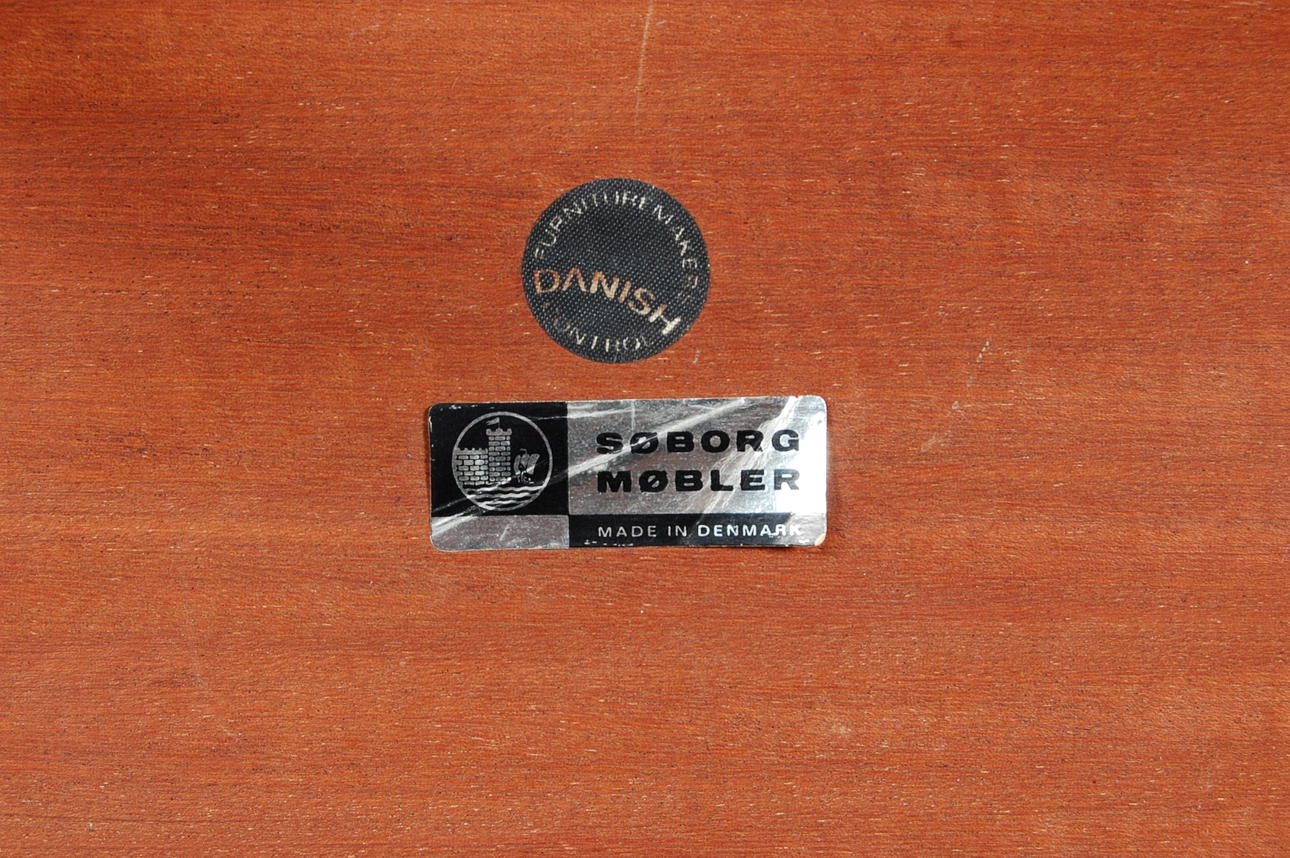 FURNITUREMAKERS
DANISH
CONTROL
SØBORG
MØBLER
MADE IN DENMARK